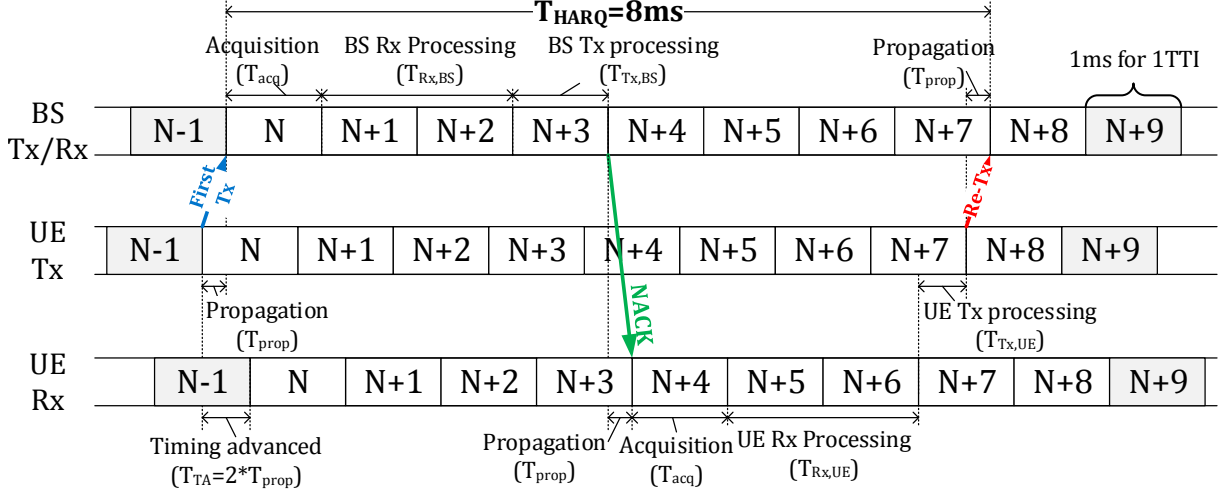 T_HARQ=8ms
Acquisition
(T_acq)
BS Rx Processing
(T_Rx,BS)
BS Tx processing
(T_Tx,BS)
Propagation
(T_prop)
1ms for 1TTI
BS
Tx/Rx
N-1 N N+1 N+2 N+3 N+4 N+5 N+6 N+7 N+8 N+9
First
Tx
Re-Tx
UE
Tx
N-1 N N+1 N+2 N+3 N+4 N+5 N+6 N+7 N+8 N+9
Propagation
(T_prop)
NACK
UE Tx processing
(T_Tx,UE)
UE
Rx
N-1 N N+1 N+2 N+3 N+4 N+5 N+6 N+7 N+8 N+9
Timing advanced
(T_TA=2*T_prop)
Propagation
(T_prop)
Acquisition
(T_acq)
UE Rx Processing
(T_Rx,UE)